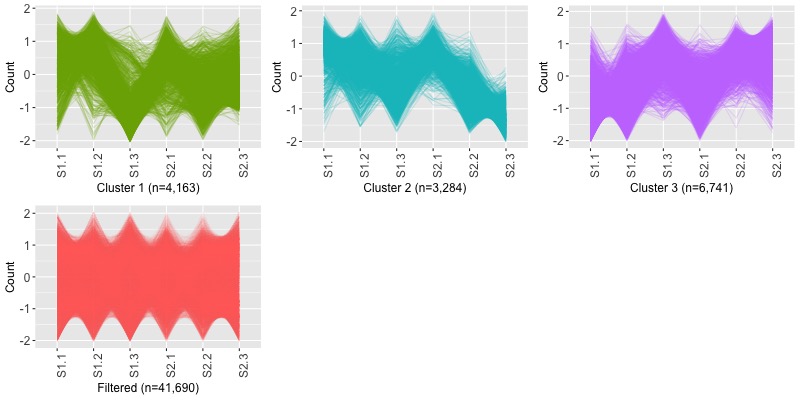 Count
2
1
0
-1
-2
S1.1
S1.2
S1.3
S2.1
S2.2
S2.3
Cluster 1 (n=4,163)
Count
2
1
0
-1
-2
S1.1
S1.2
S1.3
S2.1
S2.2
S2.3
Cluster 2 (n=3,284)
Count
2
1
0
-1
-2
S1.1
S1.2
S1.3
S2.1
S2.2
S2.3
Cluster 3 (n=6,741)
Count
2
1
0
-1
-2
S1.1
S1.2
S1.3
S2.1
S2.2
S2.3
Filtered (n=41,690)